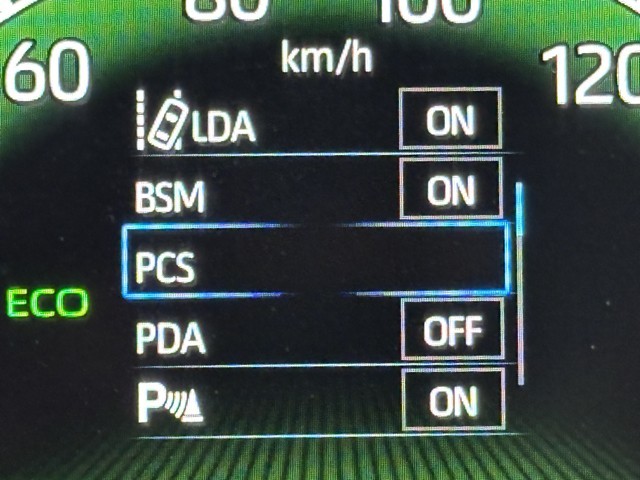 80 100
60 km/h 120
LDA ON
BSM ON
PCS
ECO
PDA OFF
P ON